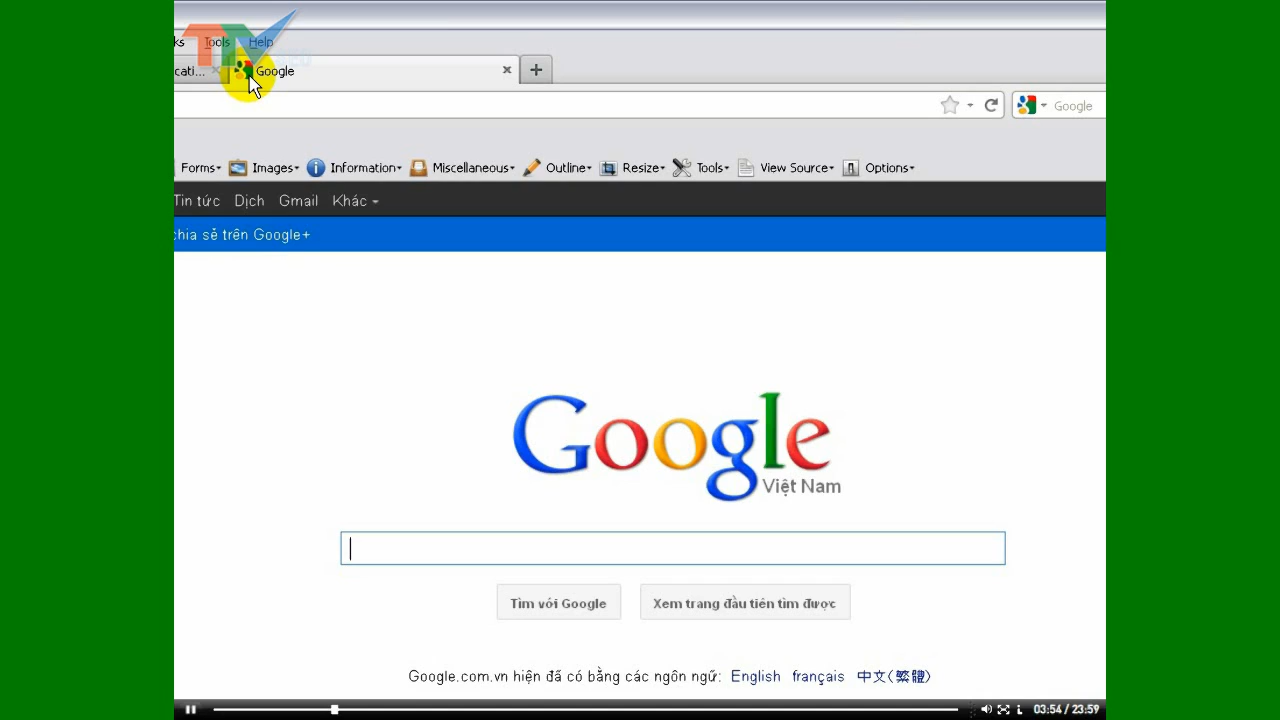 ks Tools Help
cati... Google
Google
Forms Images Information Miscellaneous Outline Resize Tools View Source Options
Tin tức Dịch Gmail Khác
chia sẻ trên Google+
Google
Việt Nam
Tìm với Google Xem trang đầu tiên tìm được
Google.com.vn hiện đã có bằng các ngôn ngữ: English français 中文(繁體)
03:54 / 23:59